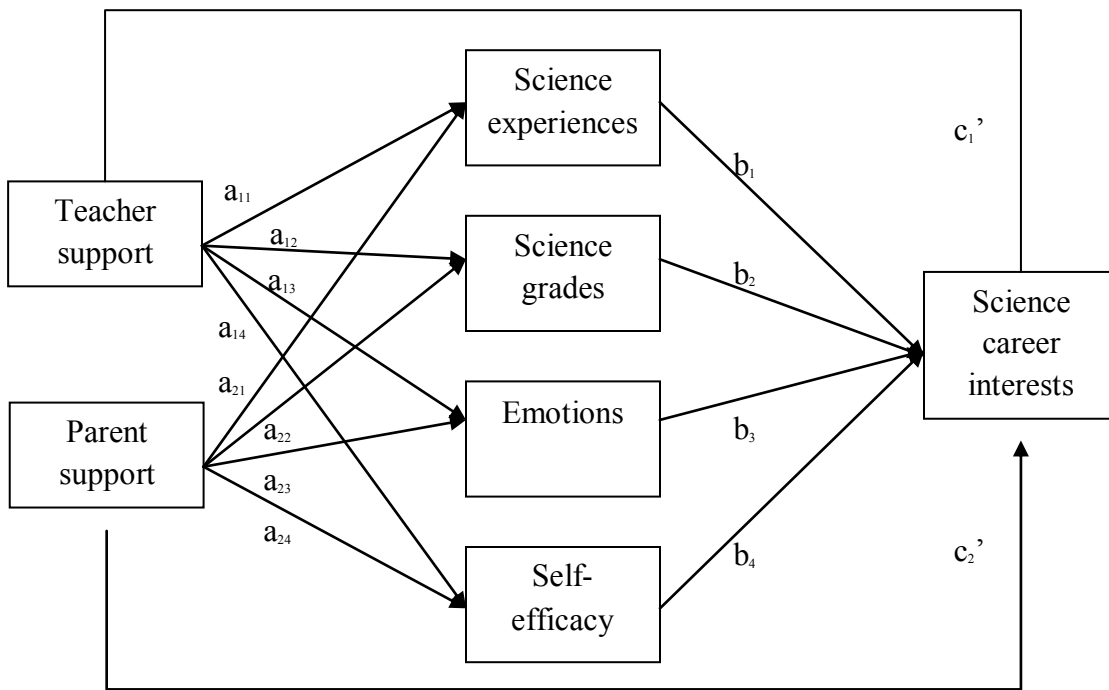 Science
experiences
c₁’
b₁
a₁₁
Teacher
support
a₁₂
Science
grades
b₂
a₁₃
a₁₄
Science
career
interests
a₂₁
Parent
support
a₂₂
Emotions
b₃
a₂₃
a₂₄
Self-
efficacy
b₄
c₂’